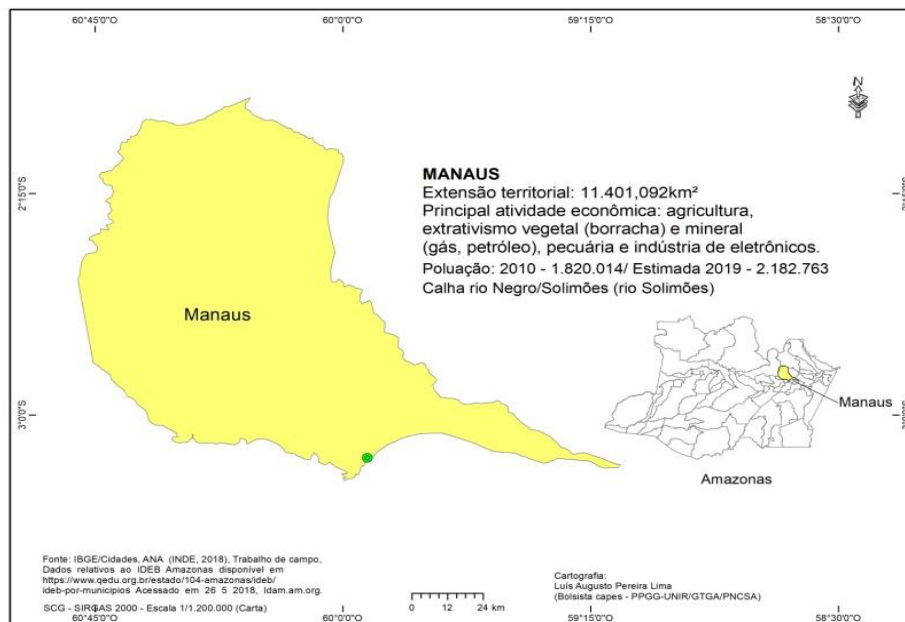 60°45'0"O 60°0'0"O 59°15'0"O 58°30'0"O
N
2°15'0"S
MANAUS
Extensão territorial: 11.401,092km²
Principal atividade econômica: agricultura,
extrativismo vegetal (borracha) e mineral
(gás, petróleo), pecuária e indústria de eletrônicos.
Poluação: 2010 - 1.820.014/ Estimada 2019 - 2.182.763
Calha rio Negro/Solimões (rio Solimões)
Manaus
Manaus
Amazonas
3°0'0"S
Fonte: IBGE/Cidades, ANA (INDE, 2018), Trabalho de campo,
Dados relativos ao IDEB Amazonas disponível em
https://www.qedu.org.br/estado/104-amazonas/ideb/
ideb-por-municipios Acessado em 26 5 2018, Idam.am.org.
SCG - SIRGAS 2000 - Escala 1/1.200.000 (Carta)
0 6 12 24 km
Cartografia:
Luís Augusto Pereira Lima
(Bolsista capes - PPGG-UNIR/GTGA/PNCSA)
60°45'0"O 60°0'0"O 59°15'0"O 58°30'0"O